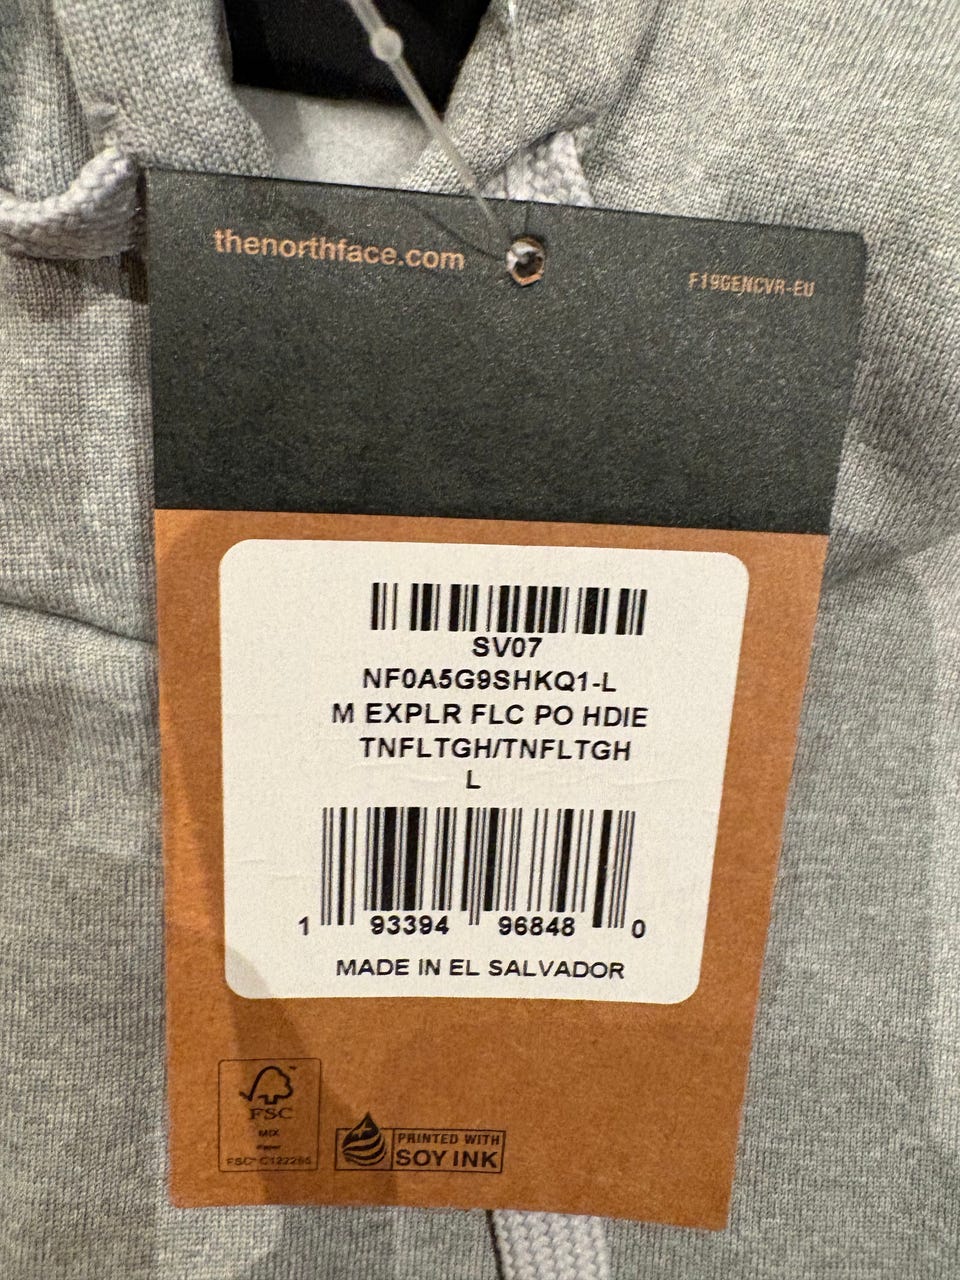 thenorthface.com
F19GENCVR-EU
SV07
NF0A5G9SHKQ1-L
M EXPLR FLC PO HDIE
TNFLTGH/TNFLTGH
L
1 93394 96848 0
MADE IN EL SALVADOR
FSC
MIX
Paper
PRINTED WITH
SOY INK